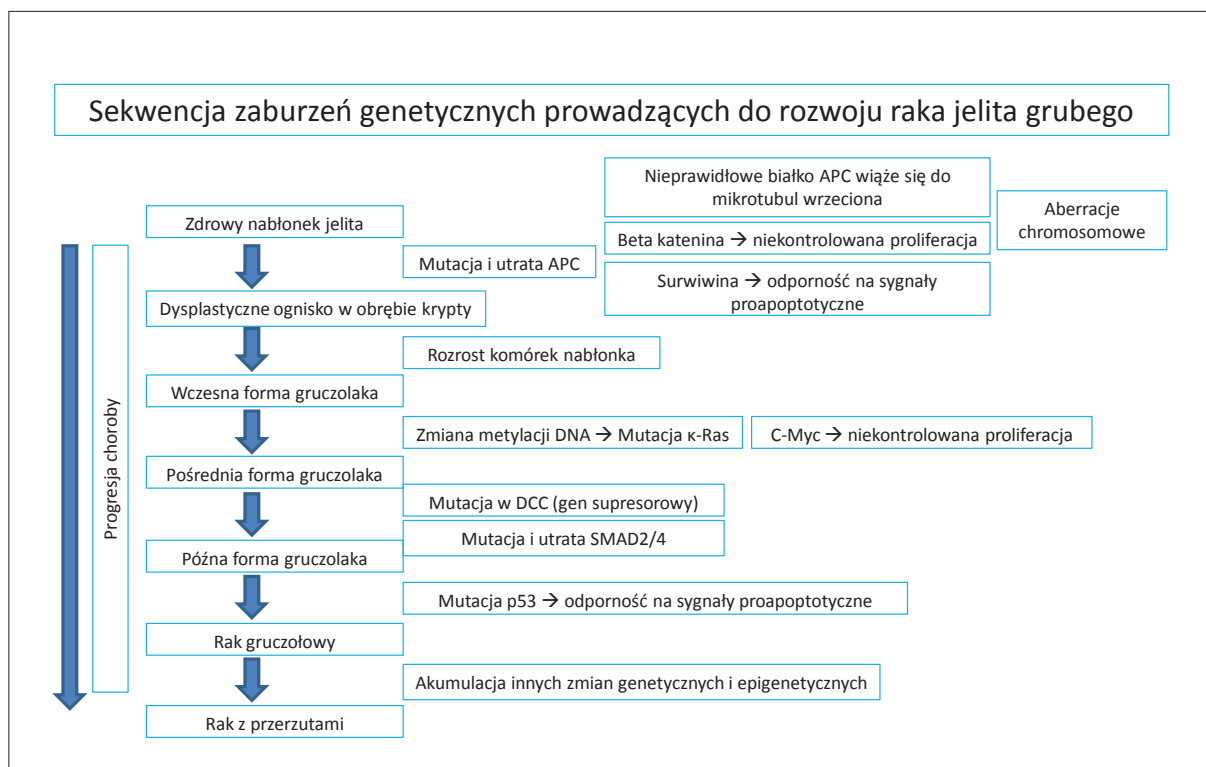 Sekwencja zaburzeń genetycznych prowadzących do rozwoju raka jelita grubego
Nieprawidłowe białko APC wiąże się do
mikrotubul wrzeciona
Aberracje
chromosomowe
Zdrowy nabłonek jelita
Beta katenina → niekontrolowana proliferacja
Mutacja i utrata APC
Surwiwina → odporność na sygnały
proapoptotyczne
Dysplastyczne ognisko w obrębie krypty
Rozrost komórek nabłonka
Wczesna forma gruczolaka
Zmiana metylacji DNA → Mutacja κ-Ras
C-Myc → niekontrolowana proliferacja
Pośrednia forma gruczolaka
Mutacja w DCC (gen supresorowy)
Mutacja i utrata SMAD2/4
Późna forma gruczolaka
Mutacja p53 → odporność na sygnały proapoptotyczne
Rak gruczołowy
Akumulacja innych zmian genetycznych i epigenetycznych
Rak z przerzutami
Progresja choroby